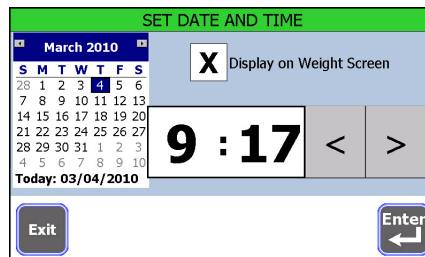 SET DATE AND TIME
March 2010
S M T W T F S
28 1 2 3 4 5 6
7 8 9 10 11 12 13
14 15 16 17 18 19 20
21 22 23 24 25 26 27
28 29 30 31 1 2 3
4 5 6 7 8 9 10
Today: 03/04/2010
X Display on Weight Screen
9 : 17 < >
Exit
Enter